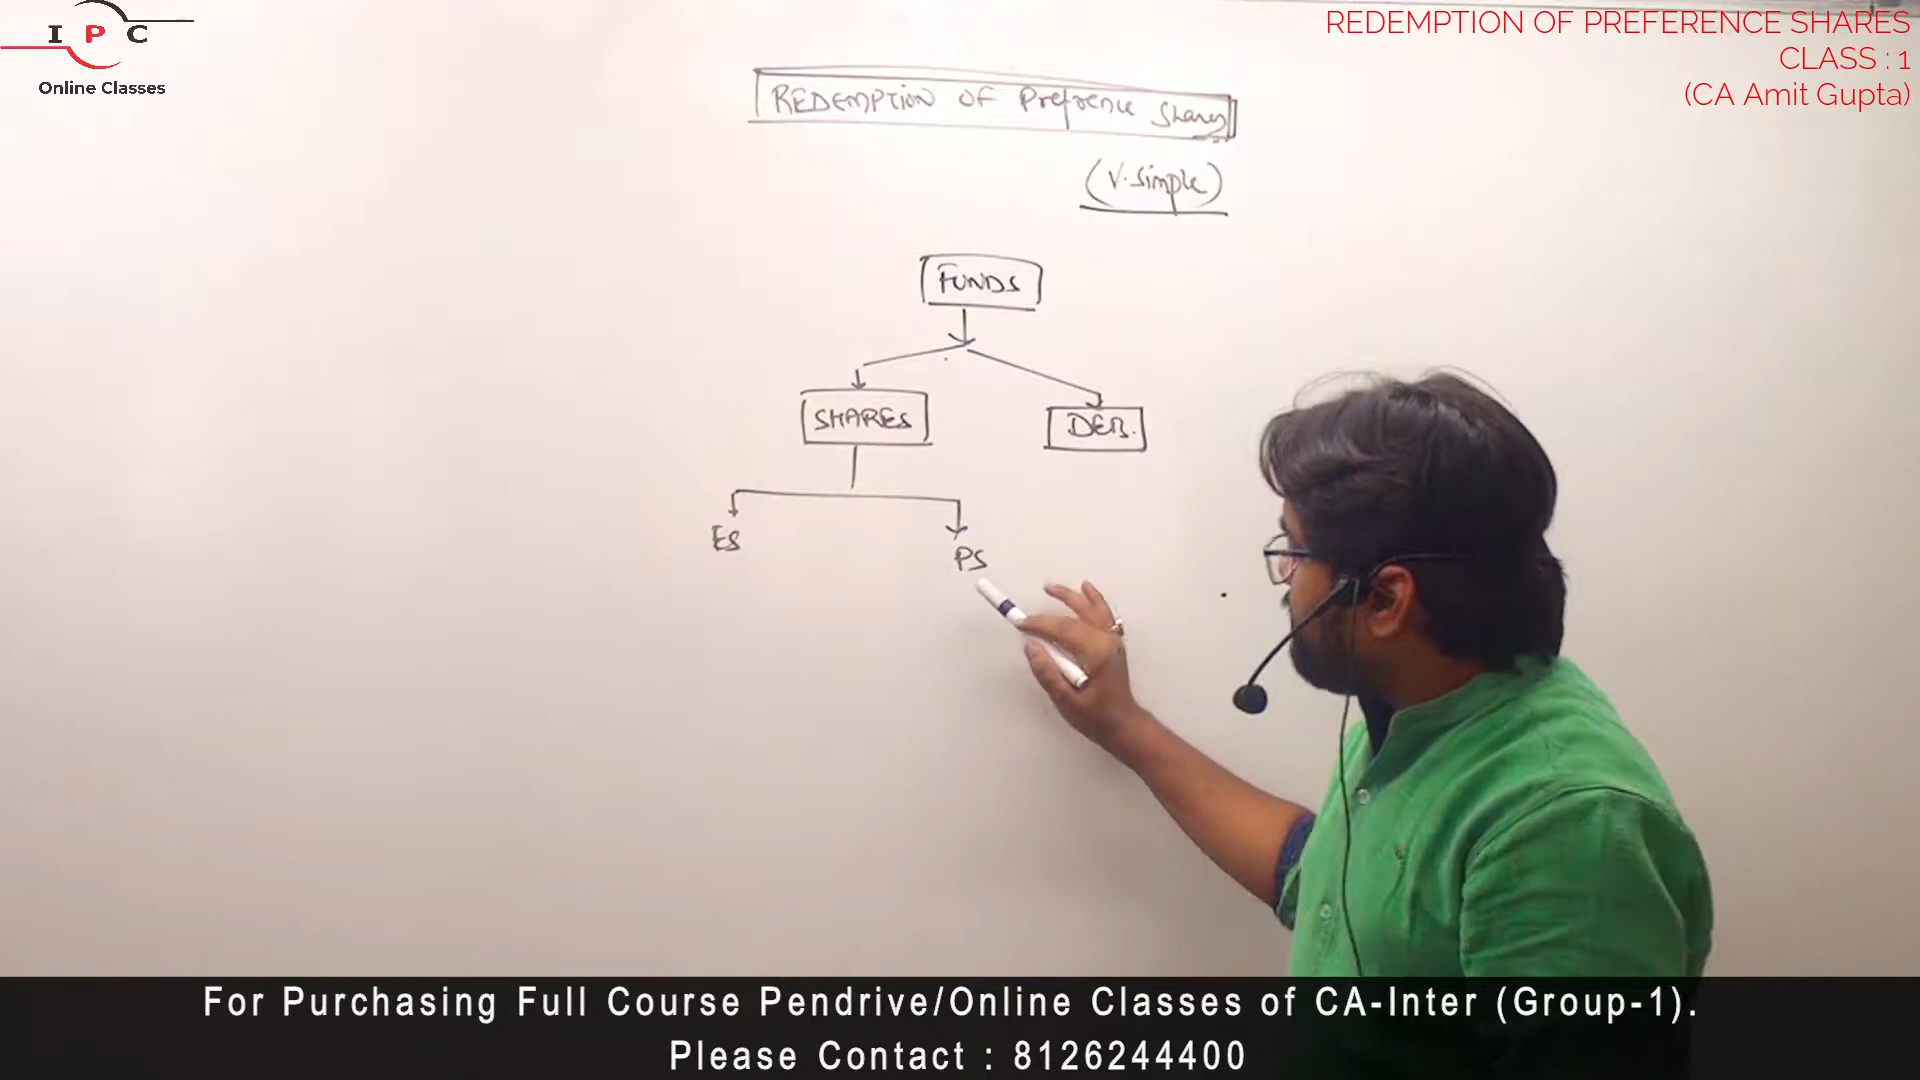 I P C
Online Classes
REDEMPTION OF PREFERENCE SHARES
CLASS : 1
(CA Amit Gupta)
REDEMPTION OF Prefrence Shares
(V.Simple)
FUNDS
SHARES
DEB.
ES
PS
For Purchasing Full Course Pendrive/Online Classes of CA-Inter (Group-1).
Please Contact : 8126244400